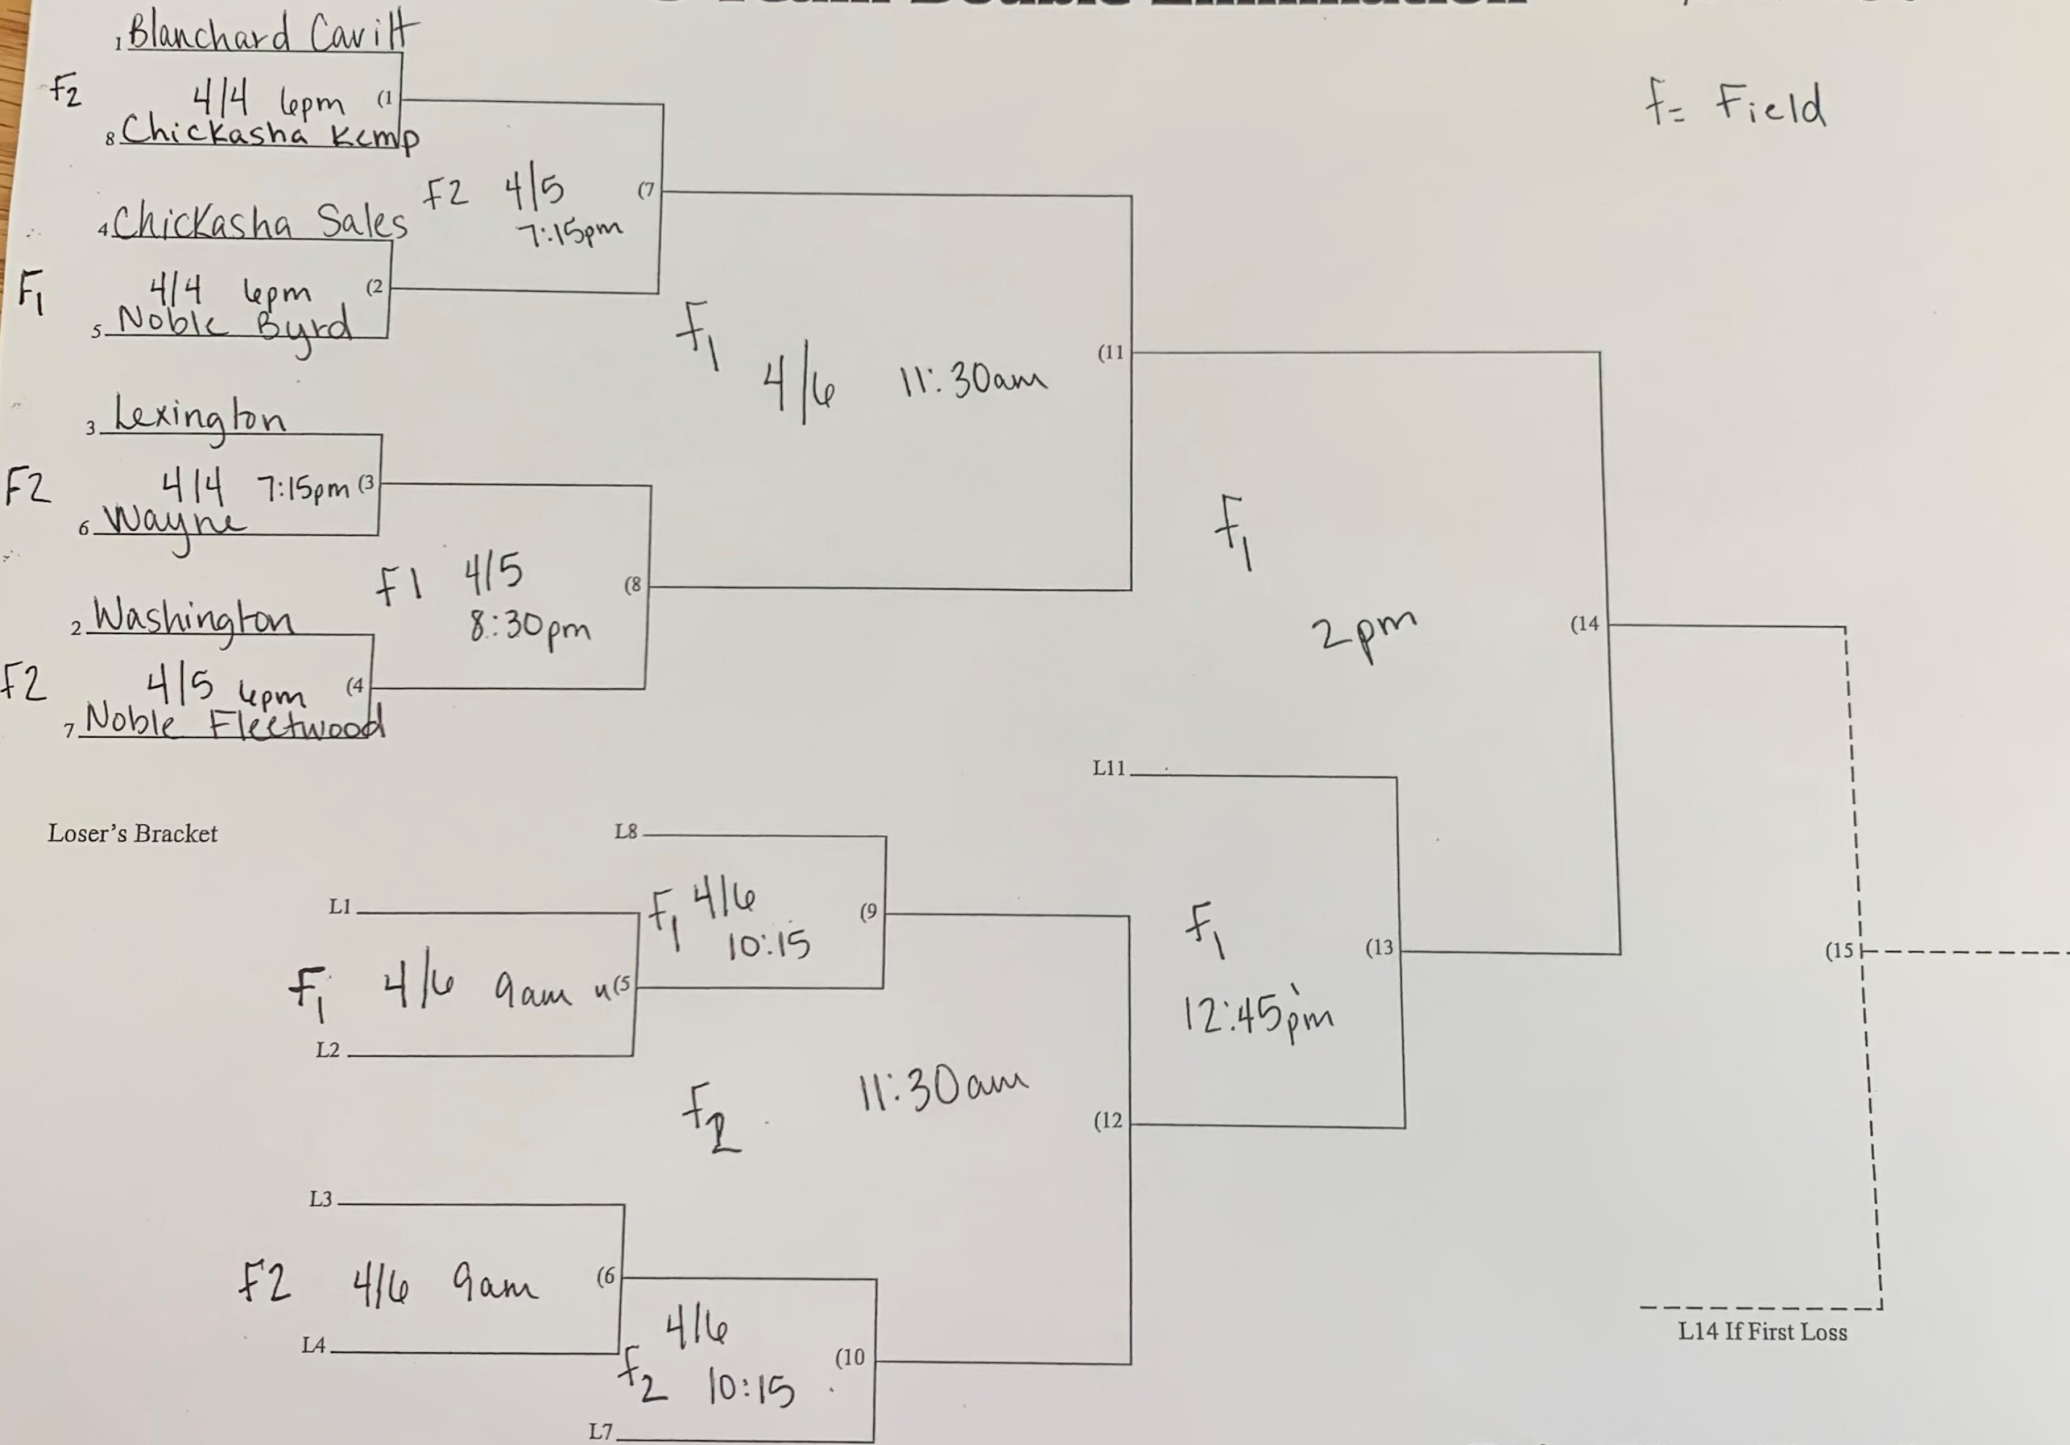 1 Blanchard Cavitt
F2 4/4 6pm (1
8 Chickasha Kemp
f= Field
F2 4/5 (7
7:15pm
4 Chickasha Sales
F1 4/4 6pm (2
5 Noble Byrd
F1 4/6 11:30am (11
3 Lexington
F2 4/4 7:15pm (3
6 Wayne
F1 4/5 (8
8:30pm
2 Washington
F2 4/5 6pm (4
7 Noble Fleetwood
F1
2pm (14
L11
Loser's Bracket
L8
L1
F1 4/6 (9
10:15
F1
12:45pm (13
(15
F1 4/6 9am (5
L2
F2 11:30am (12
L3
F2 4/6 9am (6
L4
4/6
F2 10:15 (10
L7
L14 If First Loss